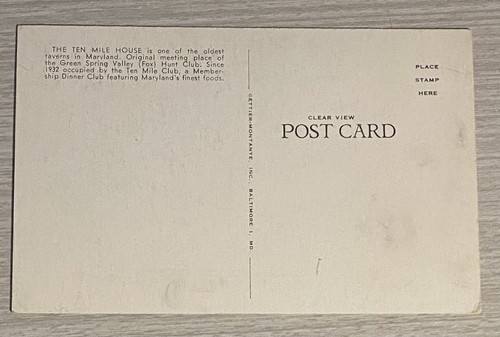 THE TEN MILE HOUSE is one of the oldest
taverns in Maryland. Original meeting place of
the Green Spring Valley (Fox) Hunt Club. Since
1932 occupied by the Ten Mile Club, a Member-
ship Dinner Club featuring Maryland's finest foods.
GETTIER-MONTANYE, INC., BALTIMORE 1, MD.
CLEAR VIEW
POST CARD
PLACE
STAMP
HERE